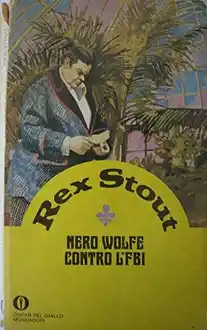 Rex Stout
NERO WOLFE
CONTRO L'FBI
OSCAR DEL GIALLO
MONDADORI